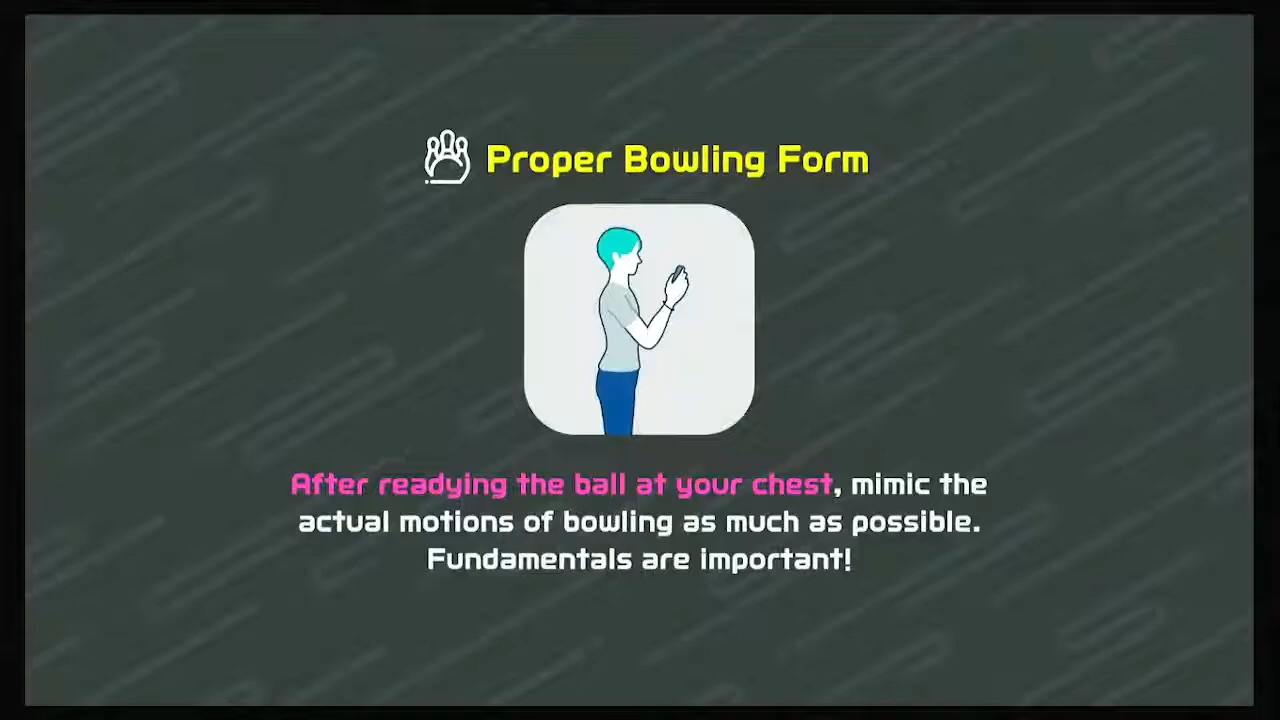 Proper Bowling Form
After readying the ball at your chest, mimic the
actual motions of bowling as much as possible.
Fundamentals are important!